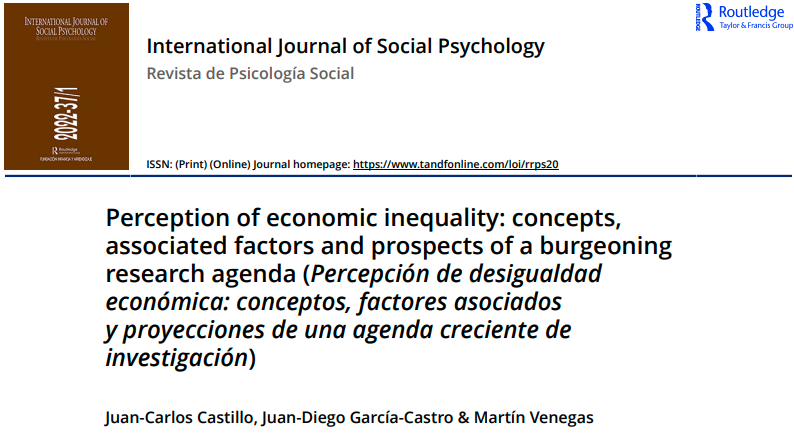 INTERNATIONAL JOURNAL OF
SOCIAL PSYCHOLOGY
REVISTA DE PSICOLOGÍA SOCIAL
2022-37/1
Routledge
Taylor & Francis Group
FUNDACIÓN INFANCIA Y APRENDIZAJE
ROUTLEDGE
Routledge
Taylor & Francis Group
International Journal of Social Psychology
Revista de Psicología Social
ISSN: (Print) (Online) Journal homepage: https://www.tandfonline.com/loi/rrps20
Perception of economic inequality: concepts,
associated factors and prospects of a burgeoning
research agenda (Percepción de desigualdad
económica: conceptos, factores asociados
y proyecciones de una agenda creciente de
investigación)
Juan-Carlos Castillo, Juan-Diego García-Castro & Martín Venegas